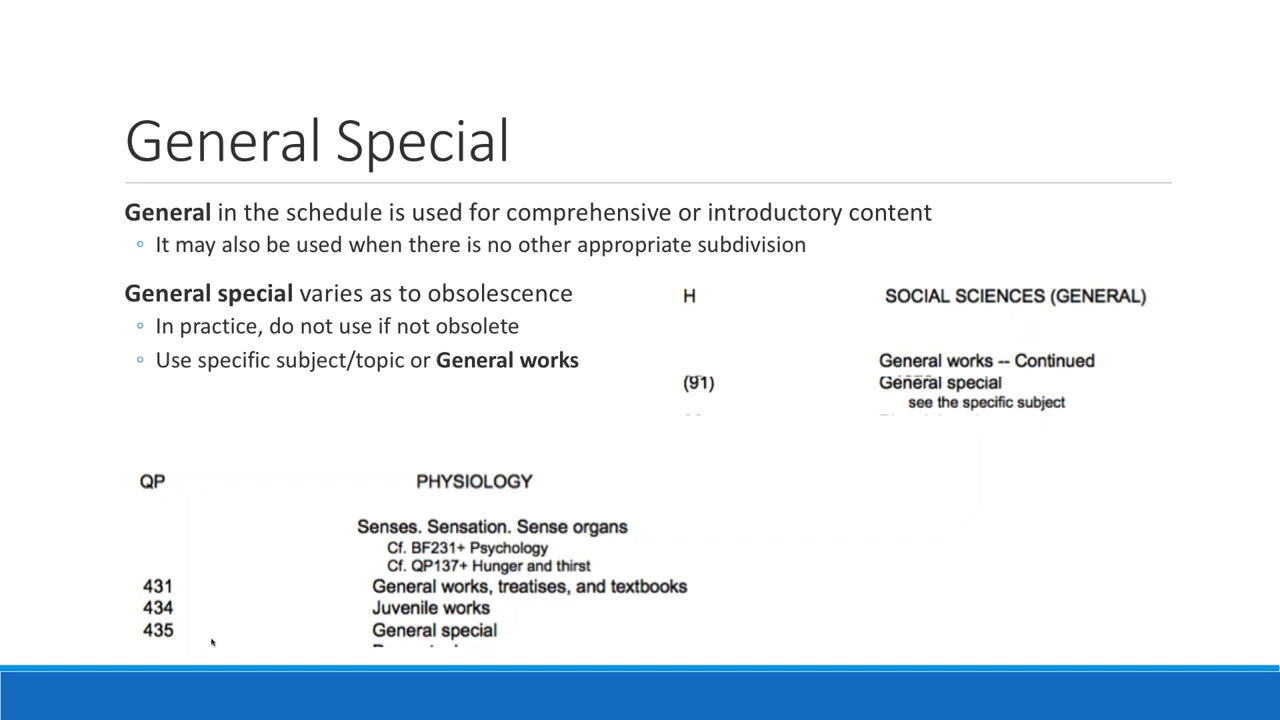 General Special
General in the schedule is used for comprehensive or introductory content
◦ It may also be used when there is no other appropriate subdivision
General special varies as to obsolescence
◦ In practice, do not use if not obsolete
◦ Use specific subject/topic or General works
H SOCIAL SCIENCES (GENERAL)
General works -- Continued
(91) General special
see the specific subject
QP PHYSIOLOGY
Senses. Sensation. Sense organs
Cf. BF231+ Psychology
Cf. QP137+ Hunger and thirst
431 General works, treatises, and textbooks
434 Juvenile works
435 General special